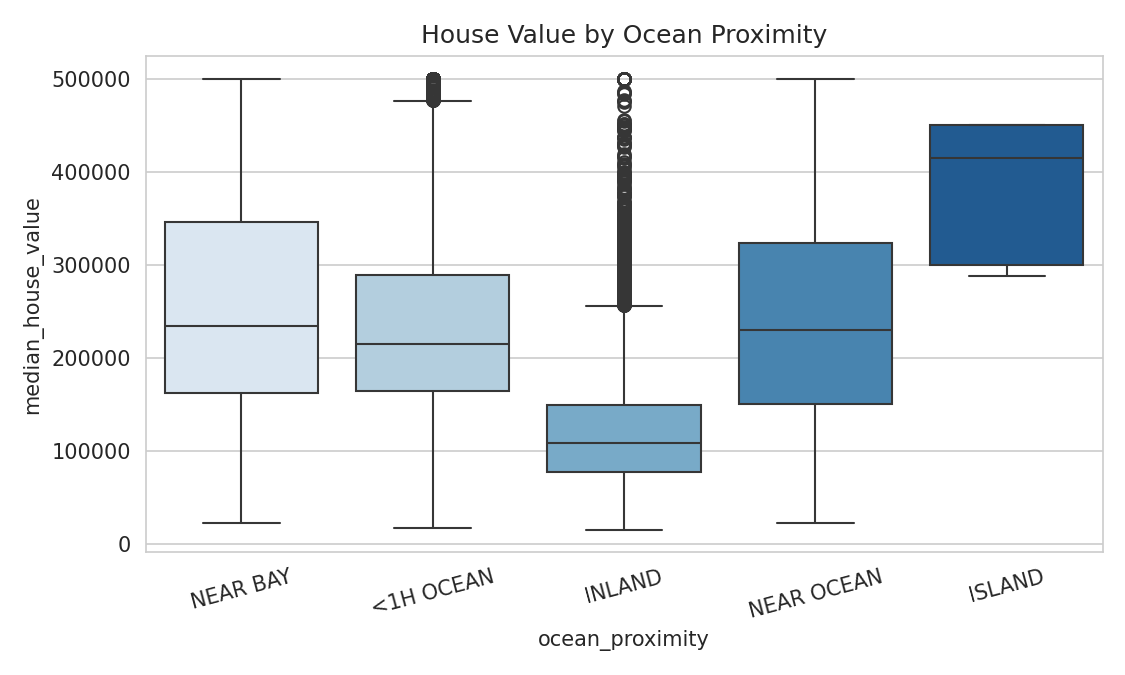 House Value by Ocean Proximity
median_house_value
500000
400000
300000
200000
100000
0
NEAR BAY
<1H OCEAN
INLAND
NEAR OCEAN
ISLAND
ocean_proximity